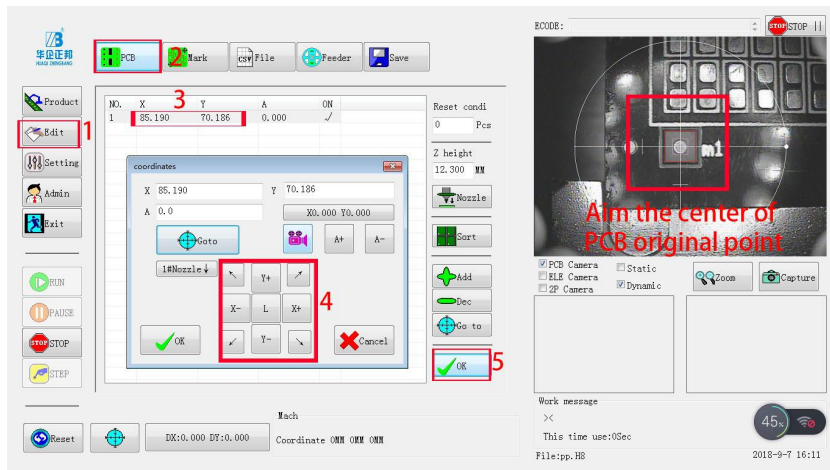 华企正邦
HUAQI ZHENGBANG
PCB
2
Mark
CSV File
Feeder
Save
ECODE:
STOP STOP ||
Product
1 Edit
Setting
Admin
Exit
RUN
PAUSE
STOP STOP
STEP
Reset
3
NO. X Y A ON
1 85.190 70.186 0.000 √
coordinates
X 85.190 Y 70.186
A 0.0 X0.000 Y0.000
Goto A+ A-
1#Nozzle↓
↖ Y+ ↗
X- L X+
↙ Y- ↘
4
OK
Cancel
Reset condi
0 Pcs
Z height
12.300 MM
Nozzle
Sort
Add
Dec
Go to
OK 5
DX:0.000 DY:0.000
Mach
Coordinate 0MM 0MM 0MM
m1
Aim the center of
PCB original point
PCB Camera
ELE Camera
2P Camera
Static
Dynamic
Zoom
Capture
Work message
><
This time use:0Sec
File:pp.H8
45%
2018-9-7 16:11